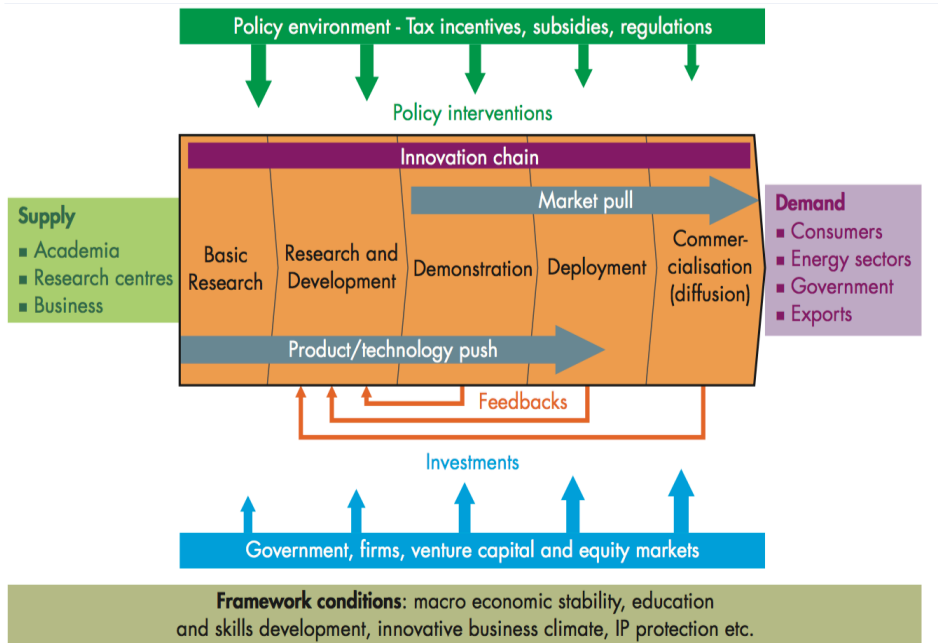 Policy environment - Tax incentives, subsidies, regulations
Policy interventions
Innovation chain
Market pull
Supply
▪ Academia
▪ Research centres
▪ Business
Basic
Research
Research and
Development
Demonstration
Deployment
Commer-
cialisation
(diffusion)
Demand
▪ Consumers
▪ Energy sectors
▪ Government
▪ Exports
Product/technology push
Feedbacks
Investments
Government, firms, venture capital and equity markets
Framework conditions: macro economic stability, education
and skills development, innovative business climate, IP protection etc.